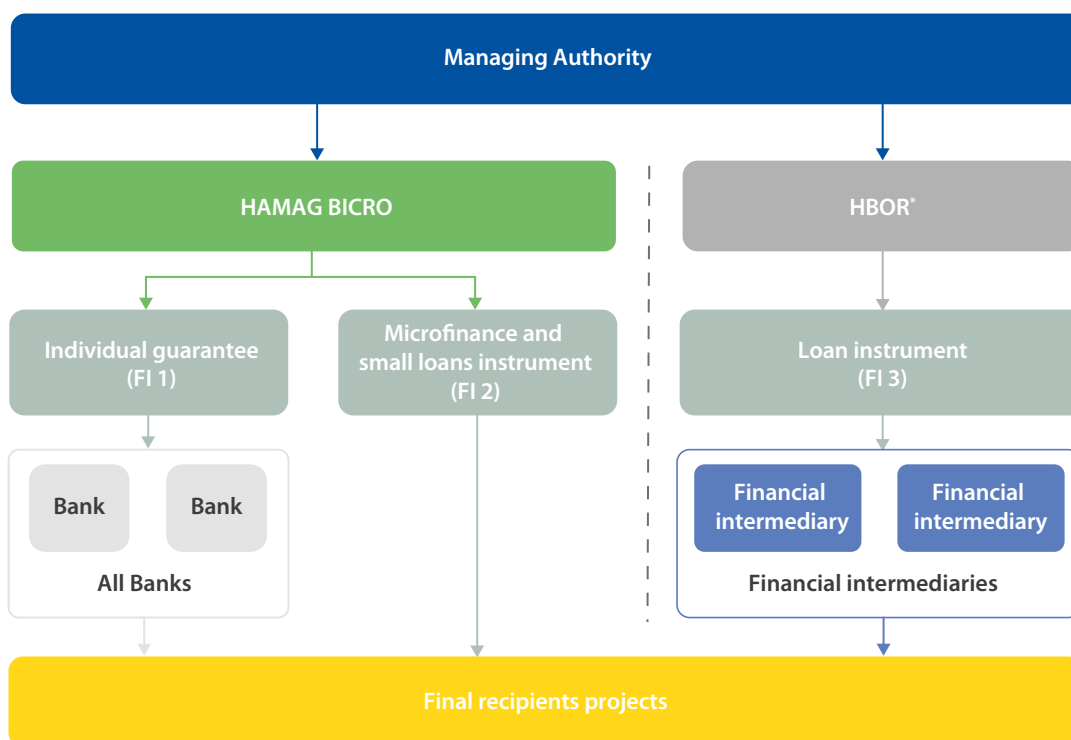 Managing Authority
HAMAG BICRO
HBOR*
Individual guarantee
(FI 1)
Microfinance and
small loans instrument
(FI 2)
Loan instrument
(FI 3)
Bank
Bank
All Banks
Financial
intermediary
Financial
intermediary
Financial intermediaries
Final recipients projects